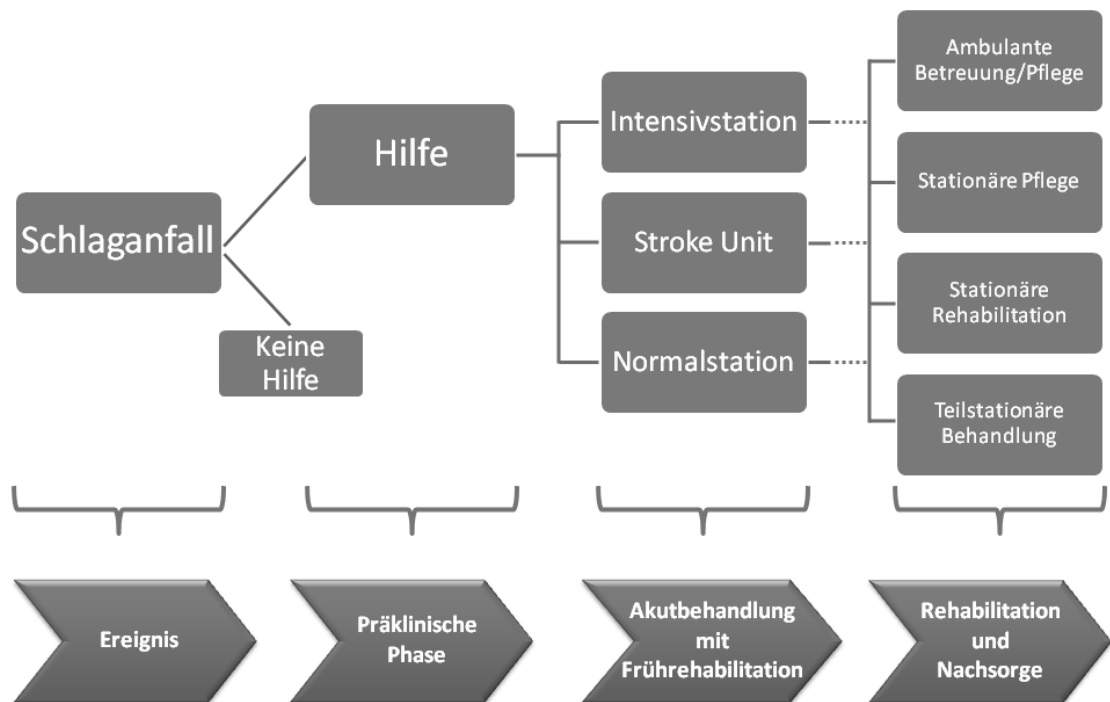 Schlaganfall
Hilfe
Keine
Hilfe
Intensivstation
Stroke Unit
Normalstation
Ambulante
Betreuung/Pflege
Stationäre Pflege
Stationäre
Rehabilitation
Teilstationäre
Behandlung
Ereignis
Präklinische
Phase
Akutbehandlung
mit
Frührehabilitation
Rehabilitation
und
Nachsorge